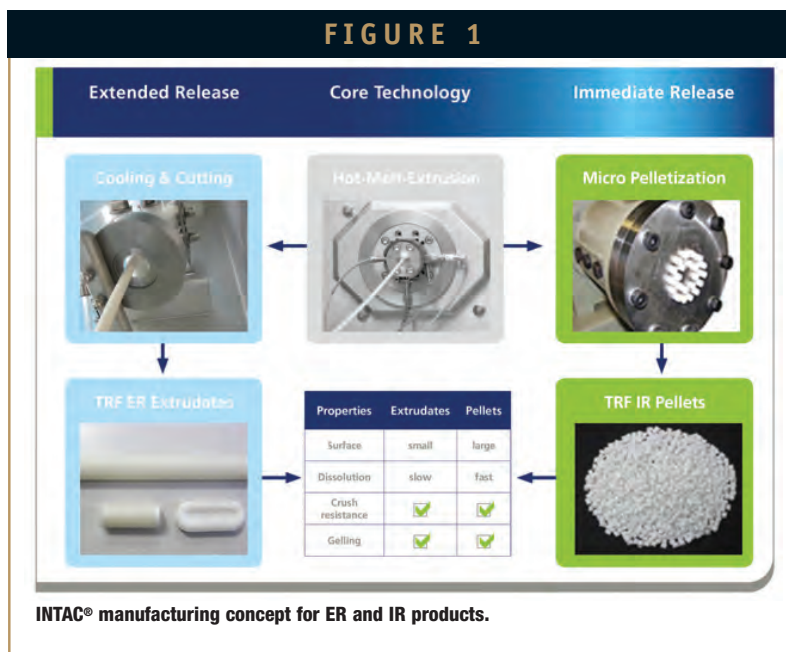 FIGURE 1
Extended Release
Core Technology
Immediate Release
Cooling & Cutting
Hot-Melt-Extrusion
Micro Pelletization
TRF ER Extrudates
TRF IR Pellets
Properties Extrudates Pellets
Surface small large
Dissolution slow fast
Crush
resistance
Gelling
INTAC® manufacturing concept for ER and IR products.